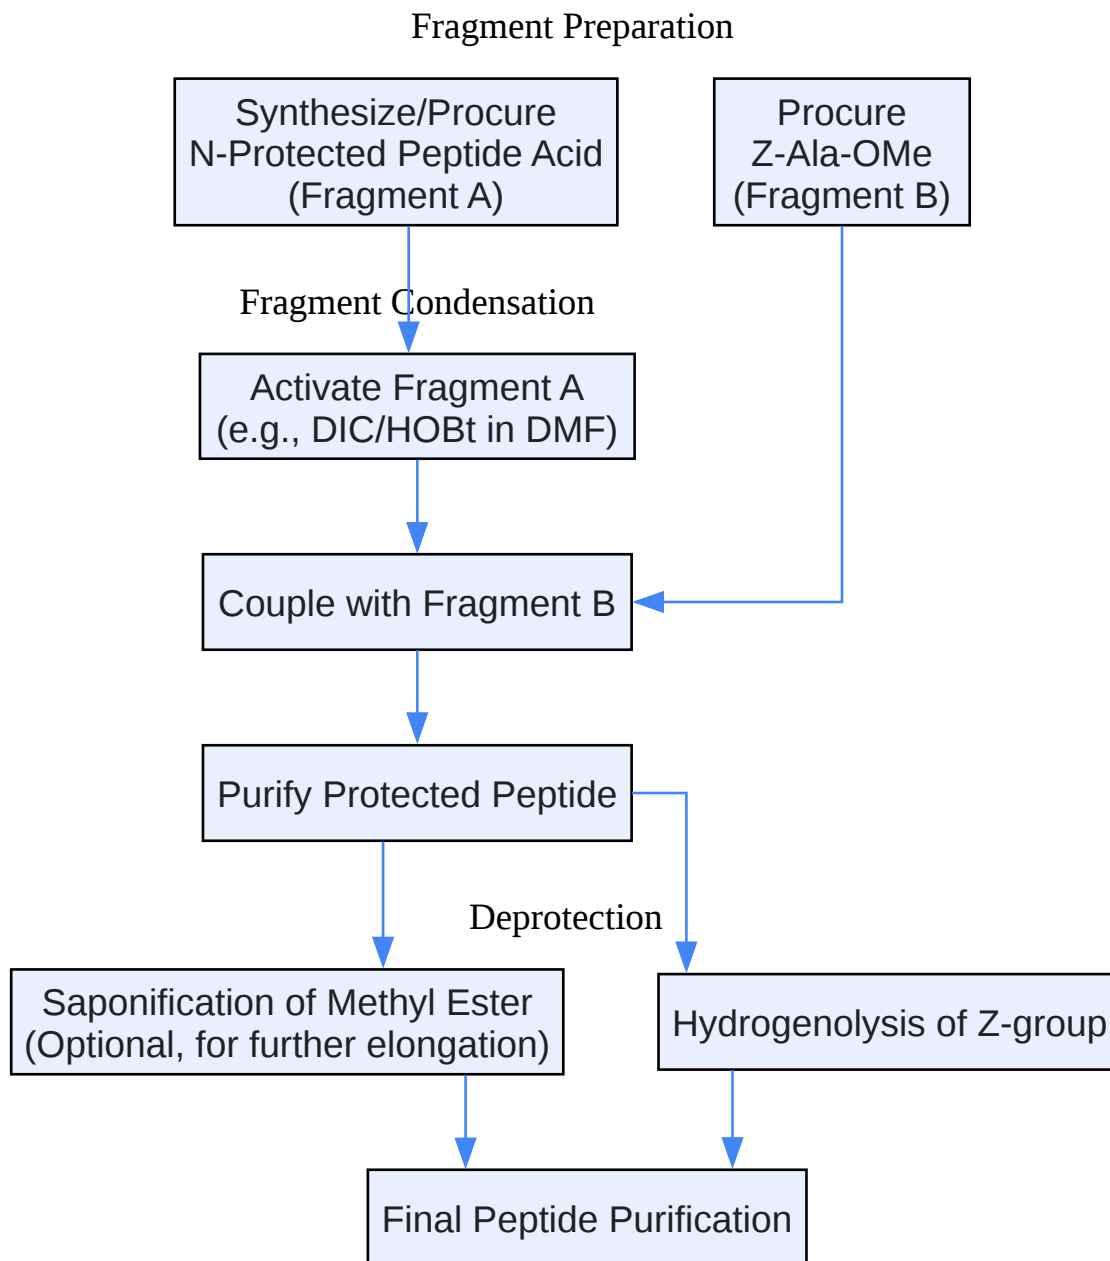 Fragment Preparation
Synthesize/Procure
N-Protected Peptide Acid
(Fragment A)
Procure
Z-Ala-OMe
(Fragment B)
Fragment Condensation
Activate Fragment A
(e.g., DIC/HOBt in DMF)
Couple with Fragment B
Purify Protected Peptide
Deprotection
Saponification of Methyl Ester
(Optional, for further elongation)
Hydrogenolysis of Z-group
Final Peptide Purification